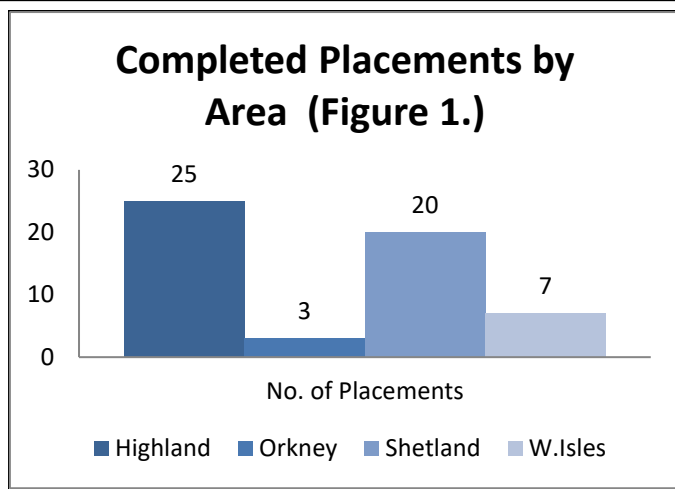 Completed Placements by
Area (Figure 1.)
30
20
10
0
25
3
20
7
No. of Placements
Highland Orkney Shetland W.Isles